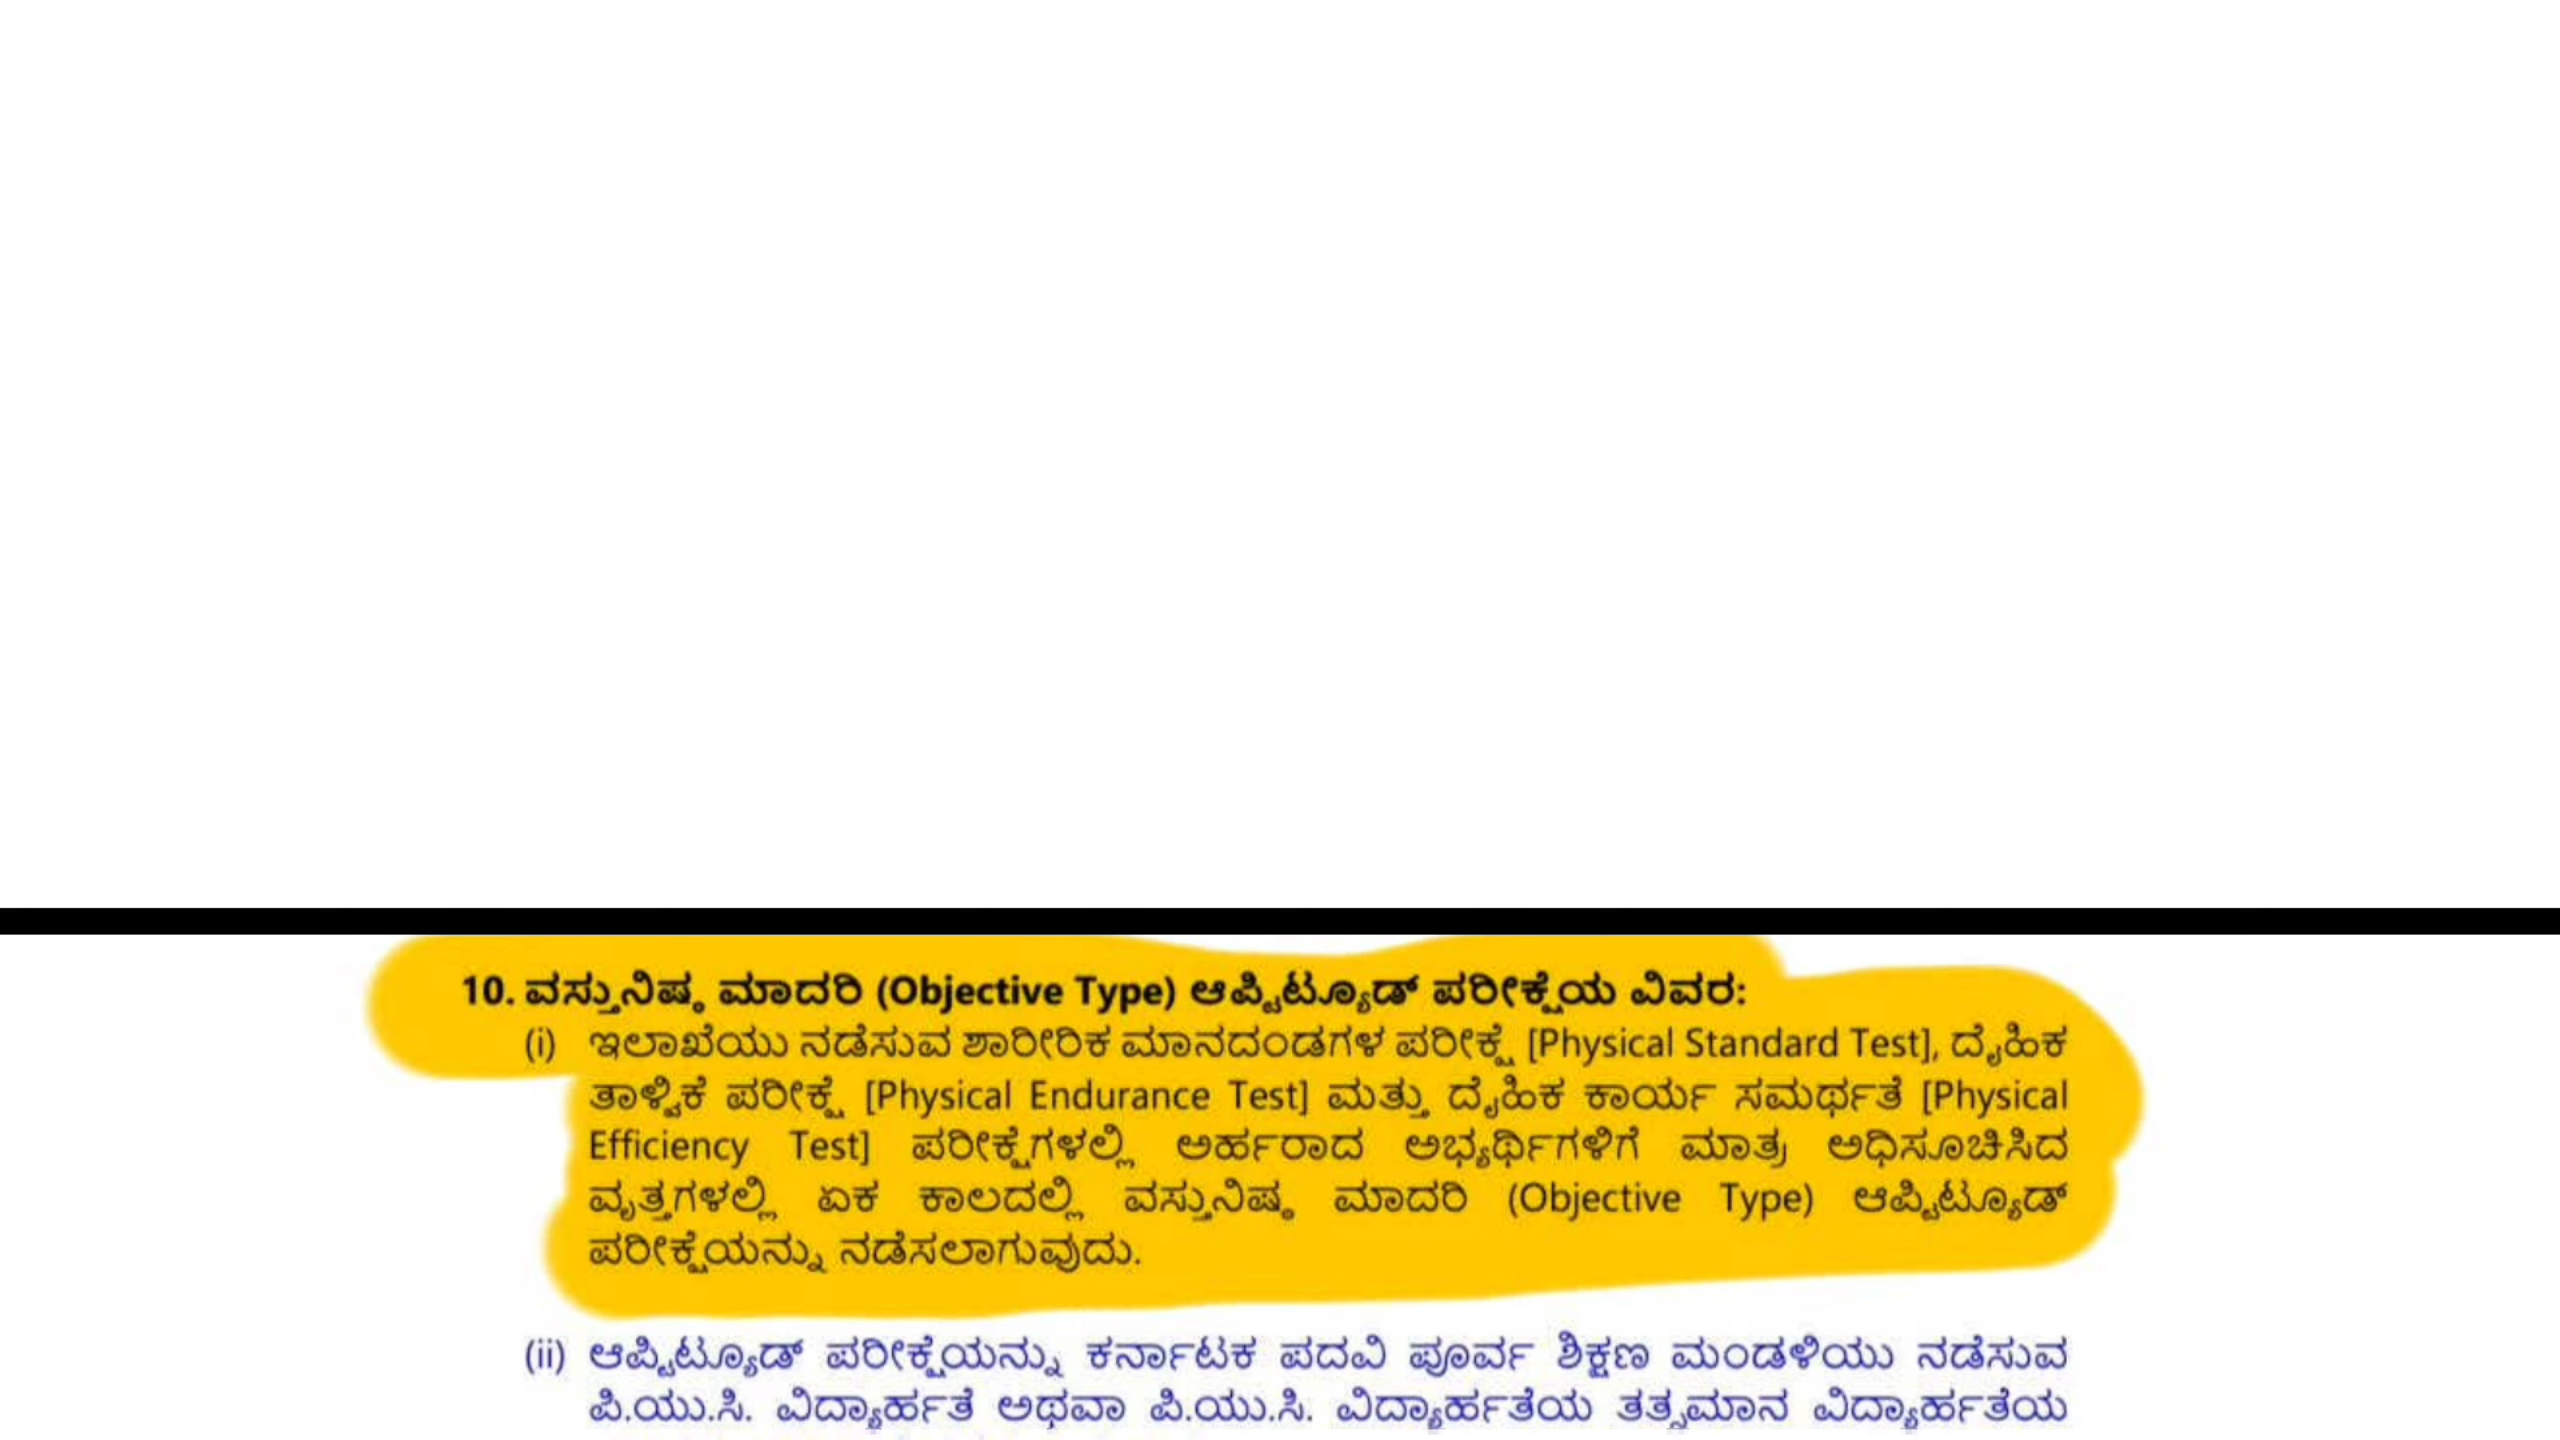 10. ವಸ್ತುನಿಷ್ಠ ಮಾದರಿ (Objective Type) ಆಪ್ಟಿಟ್ಯೂಡ್ ಪರೀಕ್ಷೆಯ ವಿವರ:
(i) ಇಲಾಖೆಯು ನಡೆಸುವ ಶಾರೀರಿಕ ಮಾನದಂಡಗಳ ಪರೀಕ್ಷೆ [Physical Standard Test], ದೈಹಿಕ
ತಾಳ್ವಿಕೆ ಪರೀಕ್ಷೆ [Physical Endurance Test] ಮತ್ತು ದೈಹಿಕ ಕಾರ್ಯ ಸಮರ್ಥತೆ [Physical
Efficiency Test] ಪರೀಕ್ಷೆಗಳಲ್ಲಿ ಅರ್ಹರಾದ ಅಭ್ಯರ್ಥಿಗಳಿಗೆ ಮಾತ್ರ ಅಧಿಸೂಚಿಸಿದ
ವೃತ್ತಗಳಲ್ಲಿ ಏಕ ಕಾಲದಲ್ಲಿ ವಸ್ತುನಿಷ್ಠ ಮಾದರಿ (Objective Type) ಆಪ್ಟಿಟ್ಯೂಡ್
ಪರೀಕ್ಷೆಯನ್ನು ನಡೆಸಲಾಗುವುದು.
(ii) ಆಪ್ಟಿಟ್ಯೂಡ್ ಪರೀಕ್ಷೆಯನ್ನು ಕರ್ನಾಟಕ ಪದವಿ ಪೂರ್ವ ಶಿಕ್ಷಣ ಮಂಡಳಿಯು ನಡೆಸುವ
ಪಿ.ಯು.ಸಿ. ವಿದ್ಯಾರ್ಹತೆ ಅಥವಾ ಪಿ.ಯು.ಸಿ. ವಿದ್ಯಾರ್ಹತೆಯ ತತ್ಸಮಾನ ವಿದ್ಯಾರ್ಹತೆಯ